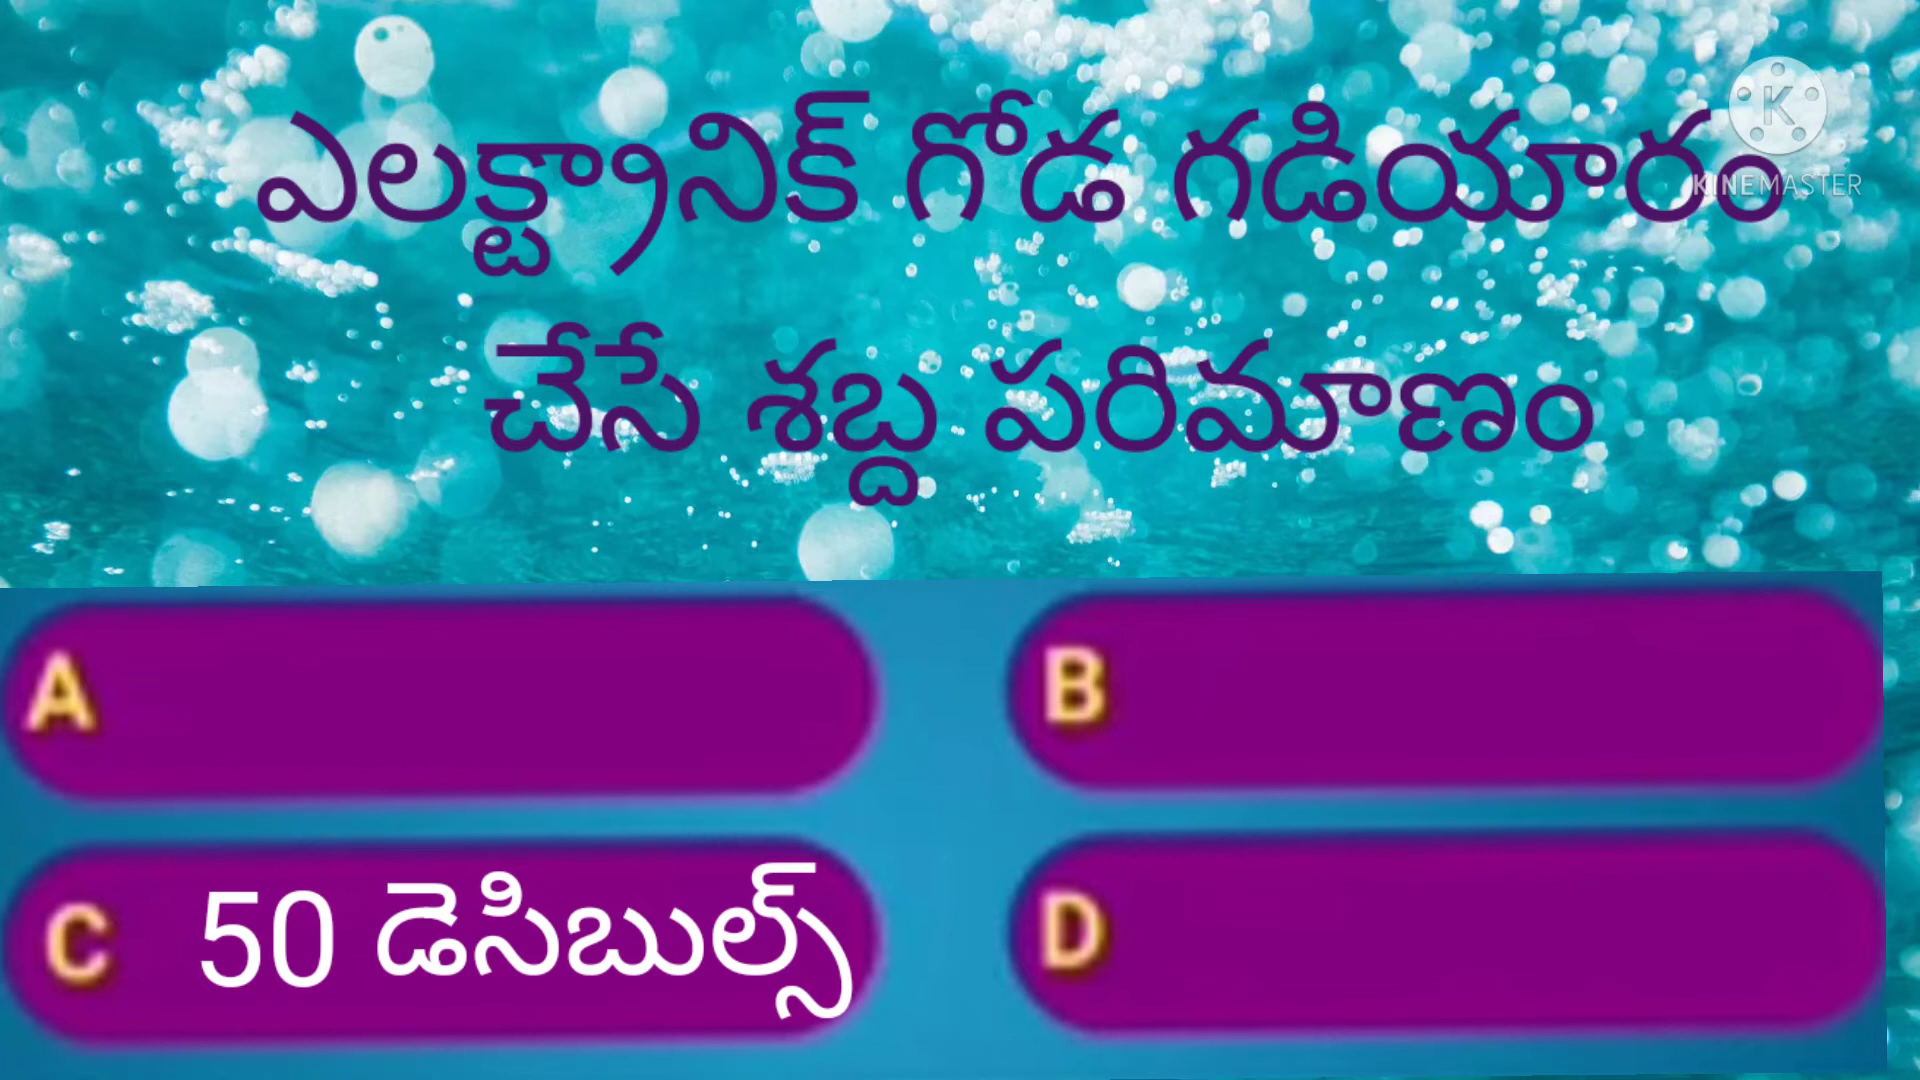 ఎలక్ట్రానిక్ గోడ గడియారం
KINEMASTER
చేసే శబ్ద పరిమాణం
A
B
C 50 డెసిబుల్స్
D